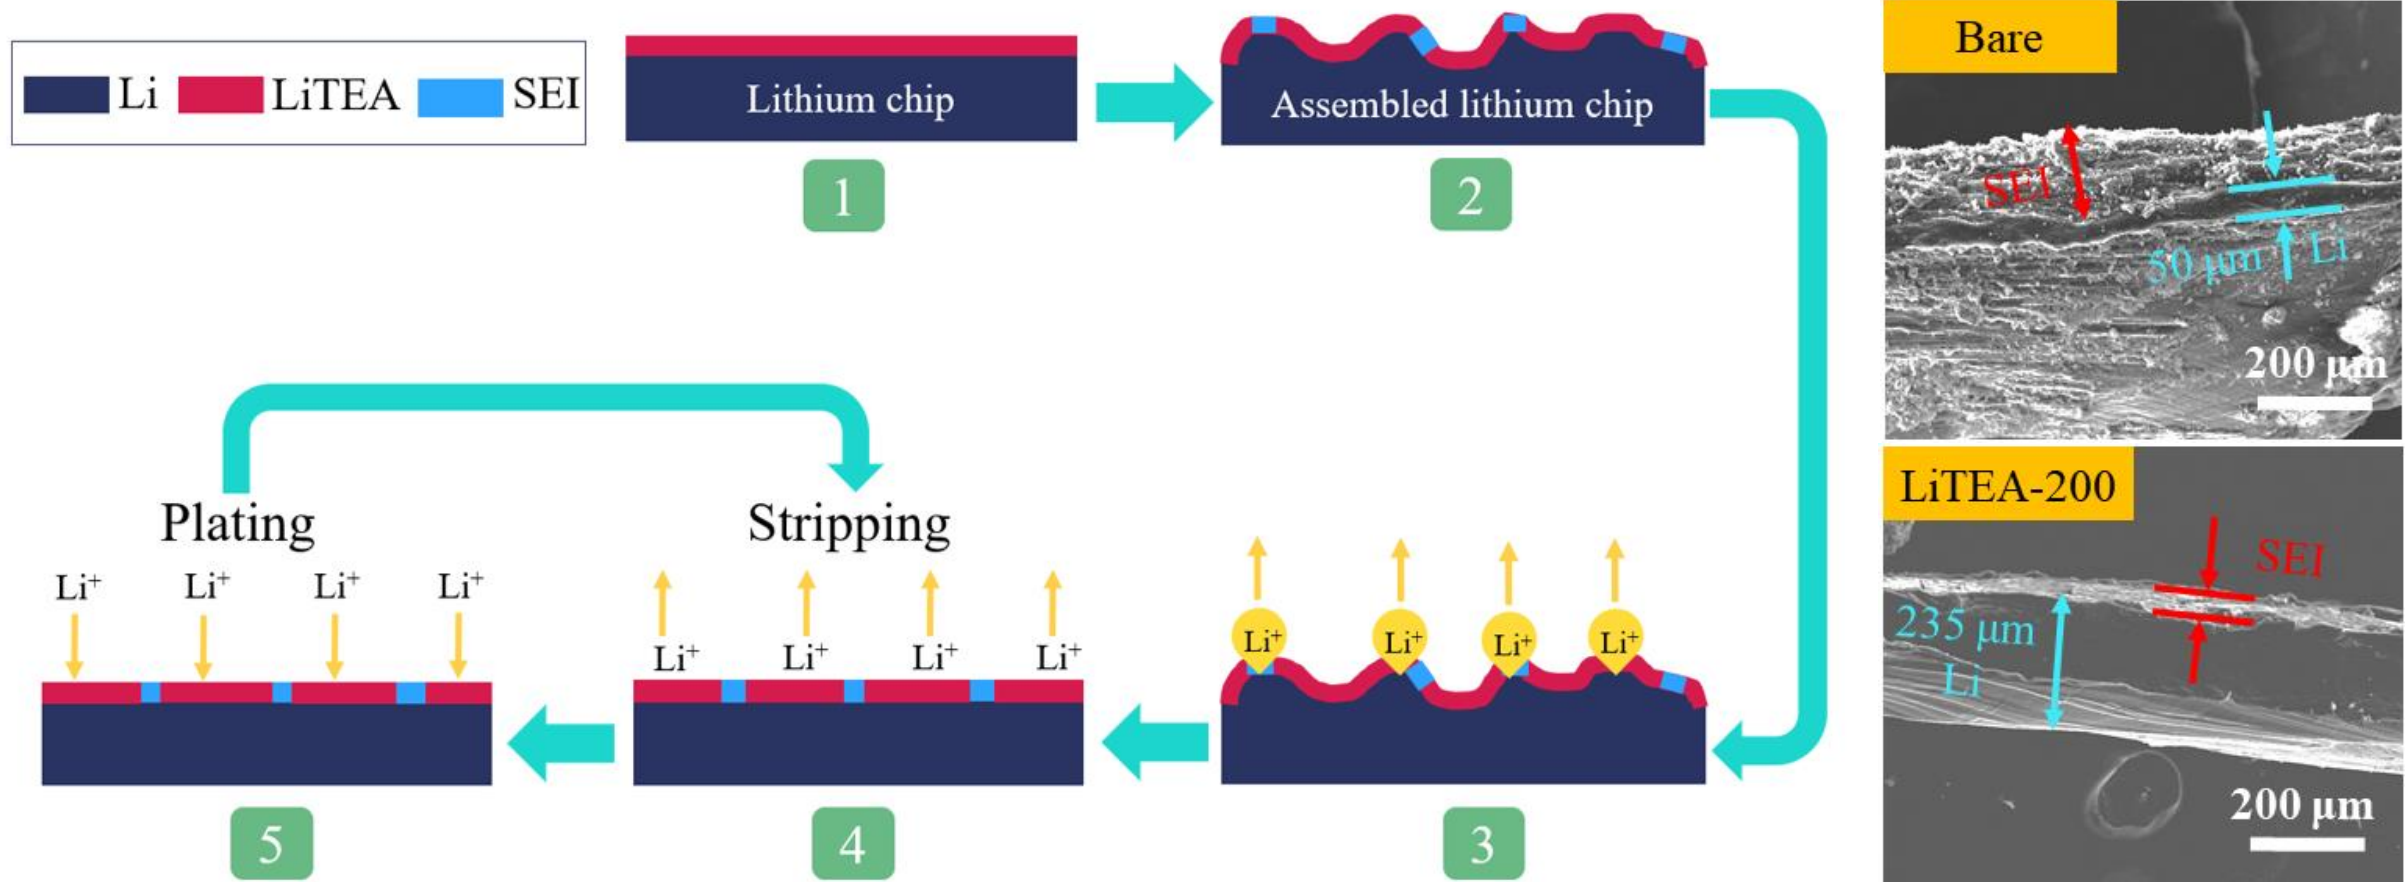 Li LiTEA SEI
Lithium chip
1
Assembled lithium chip
2
Plating
Li⁺ Li⁺ Li⁺ Li⁺
5
Stripping
Li⁺ Li⁺ Li⁺ Li⁺
4
Li⁺ Li⁺ Li⁺ Li⁺
3
Bare
SEI
50 μm Li
200 μm
LiTEA-200
SEI
235 μm
Li
200 μm